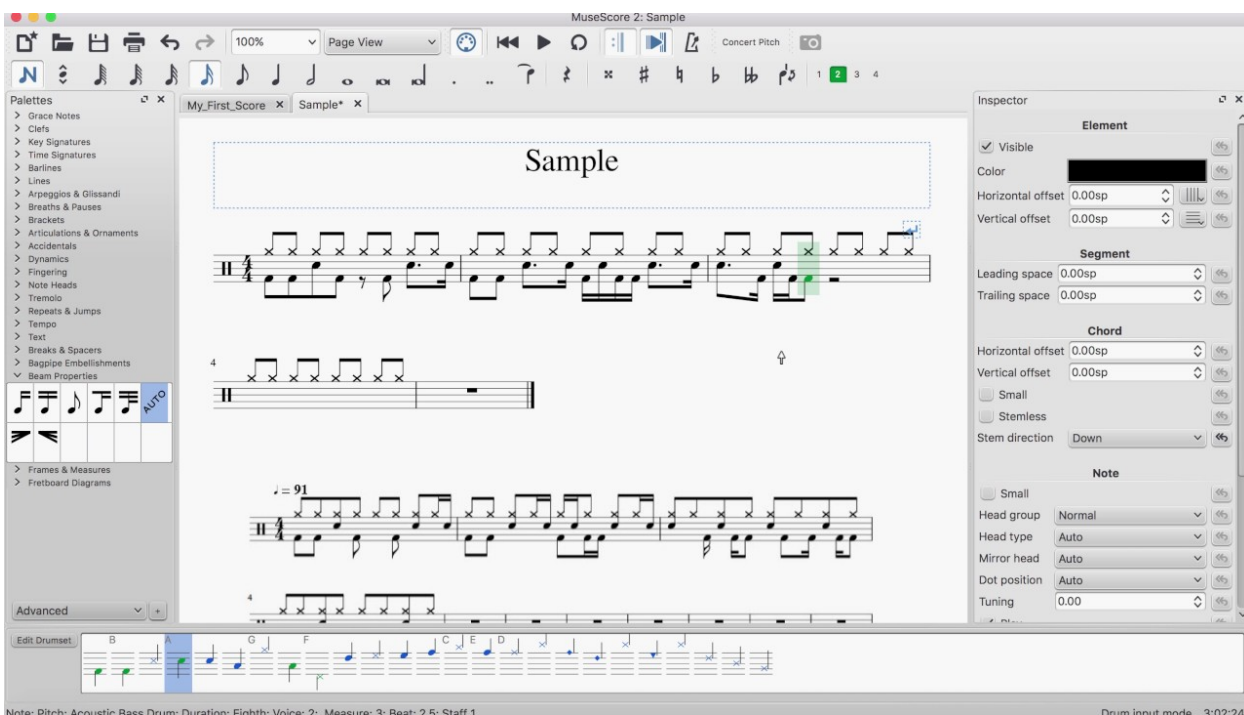 MuseScore 2: Sample
100% Page View Concert Pitch
1 2 3 4
Palettes
Grace Notes
Clefs
Key Signatures
Time Signatures
Barlines
Lines
Arpeggios & Glissandi
Breaths & Pauses
Brackets
Articulations & Ornaments
Accidentals
Dynamics
Fingering
Note Heads
Tremolo
Repeats & Jumps
Tempo
Text
Breaks & Spacers
Bagpipe Embellishments
Beam Properties
AUTO
Frames & Measures
Fretboard Diagrams
Advanced +
My_First_Score Sample*
Sample
4
4
4
= 91
4
4
4
Inspector
Element
Visible
Color
Horizontal offset 0.00sp
Vertical offset 0.00sp
Segment
Leading space 0.00sp
Trailing space 0.00sp
Chord
Horizontal offset 0.00sp
Vertical offset 0.00sp
Small
Stemless
Stem direction Down
Note
Small
Head group Normal
Head type Auto
Mirror head Auto
Dot position Auto
Tuning 0.00
Play
Edit Drumset B A G F C E D
Note; Pitch: Acoustic Bass Drum; Duration: Eighth; Voice: 2; Measure: 3; Beat: 2.5; Staff 1 Drum input mode 3:02:24